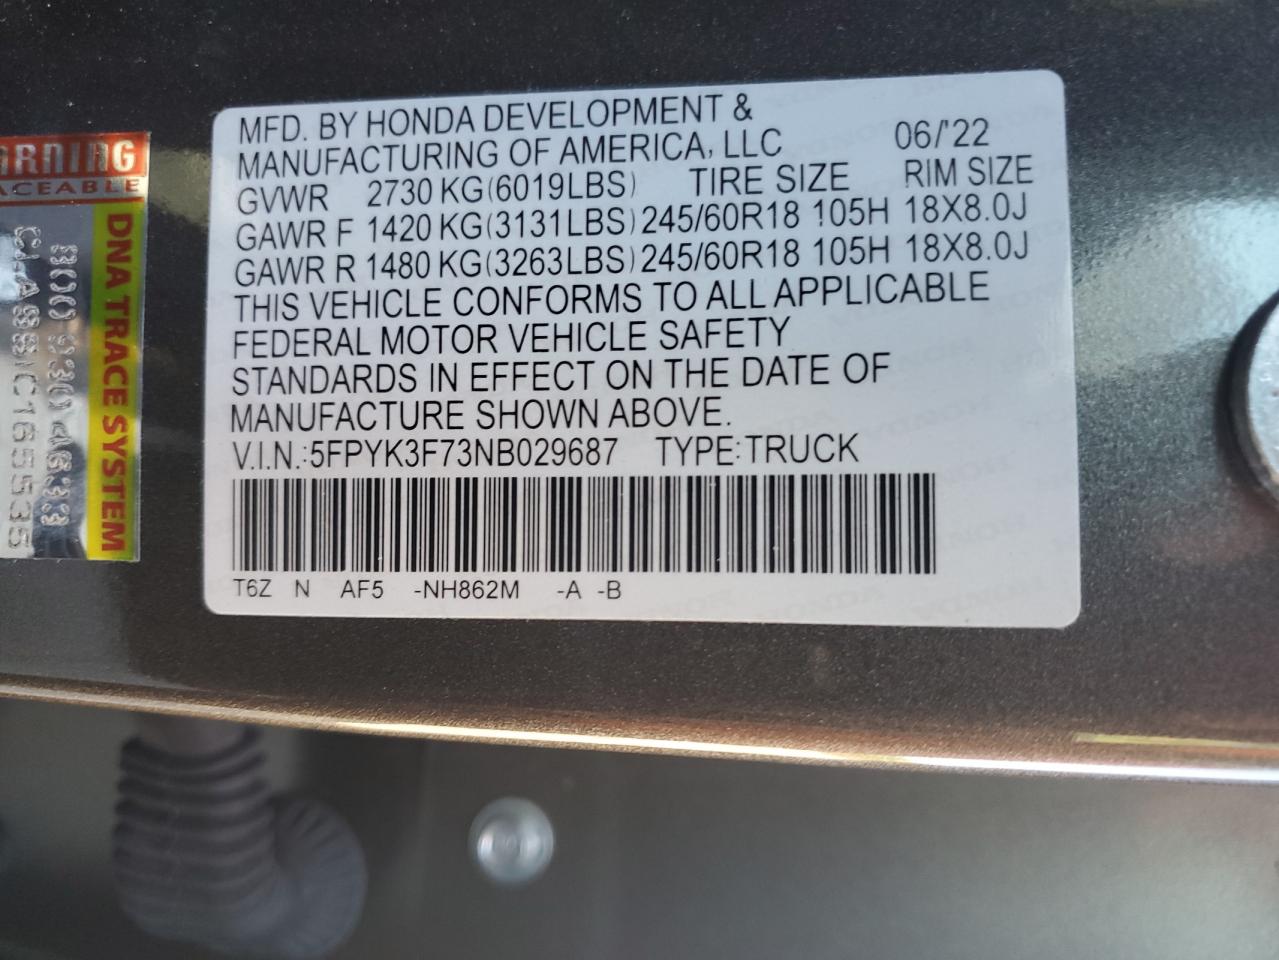 MFD. BY HONDA DEVELOPMENT &
MANUFACTURING OF AMERICA, LLC 06/'22
GVWR 2730 KG(6019LBS) TIRE SIZE RIM SIZE
GAWR F 1420 KG(3131LBS) 245/60R18 105H 18X8.0J
GAWR R 1480 KG(3263LBS) 245/60R18 105H 18X8.0J
THIS VEHICLE CONFORMS TO ALL APPLICABLE
FEDERAL MOTOR VEHICLE SAFETY
STANDARDS IN EFFECT ON THE DATE OF
MANUFACTURE SHOWN ABOVE.
V.I.N.:5FPYK3F73NB029687 TYPE:TRUCK
T6Z N AF5 -NH862M -A -B
DNA TRACE SYSTEM